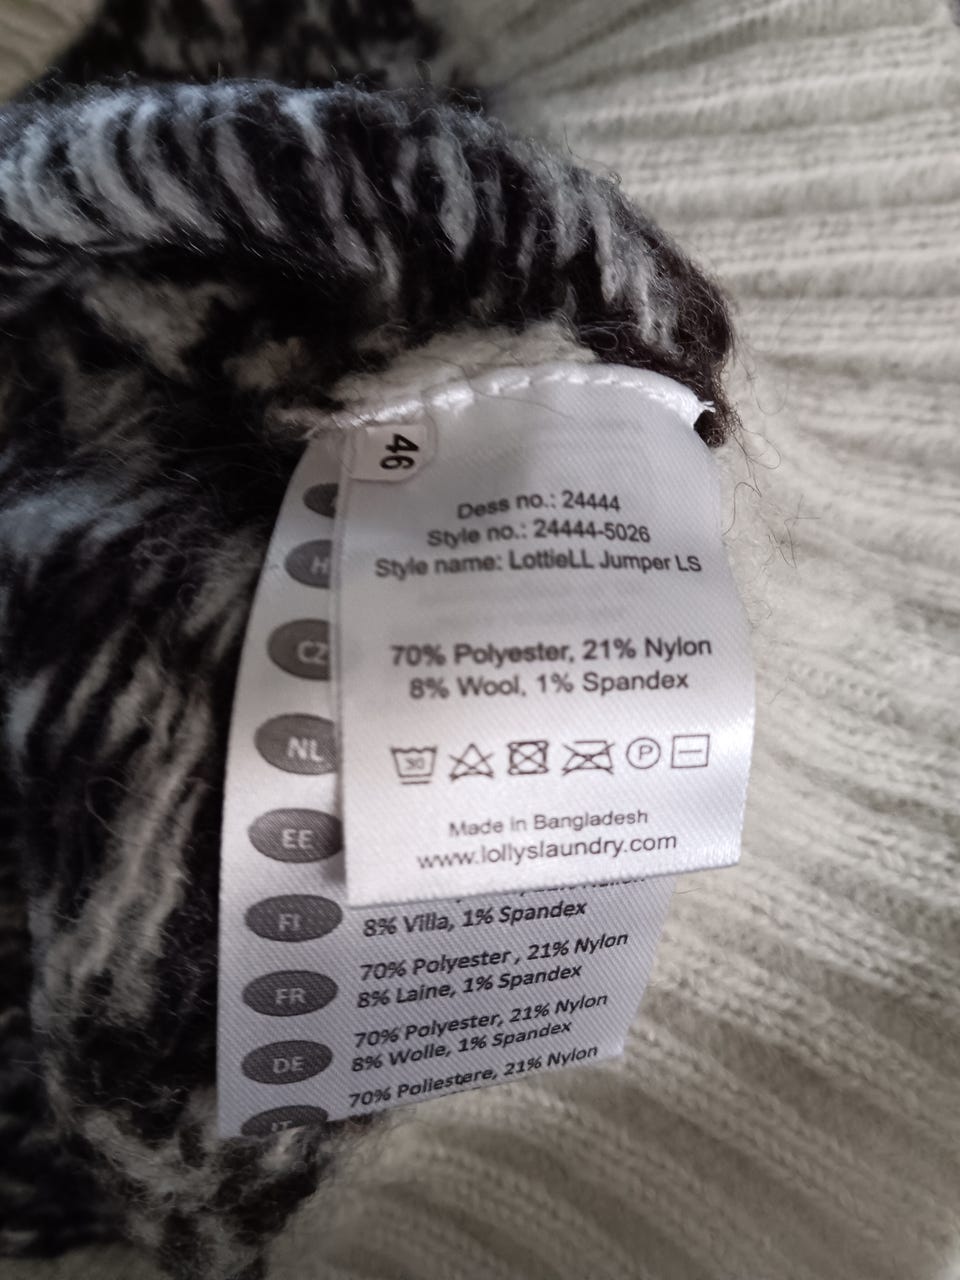 46
Dess no.: 24444
Style no.: 24444-5026
Style name: LottieLL Jumper LS
70% Polyester, 21% Nylon
8% Wool, 1% Spandex
30
P
Made in Bangladesh
www.lollyslaundry.com
H
CZ
NL
EE
FI
8% Villa, 1% Spandex
FR
70% Polyester, 21% Nylon
8% Laine, 1% Spandex
DE
70% Polyester, 21% Nylon
8% Wolle, 1% Spandex
IT
70% Poliestere, 21% Nylon